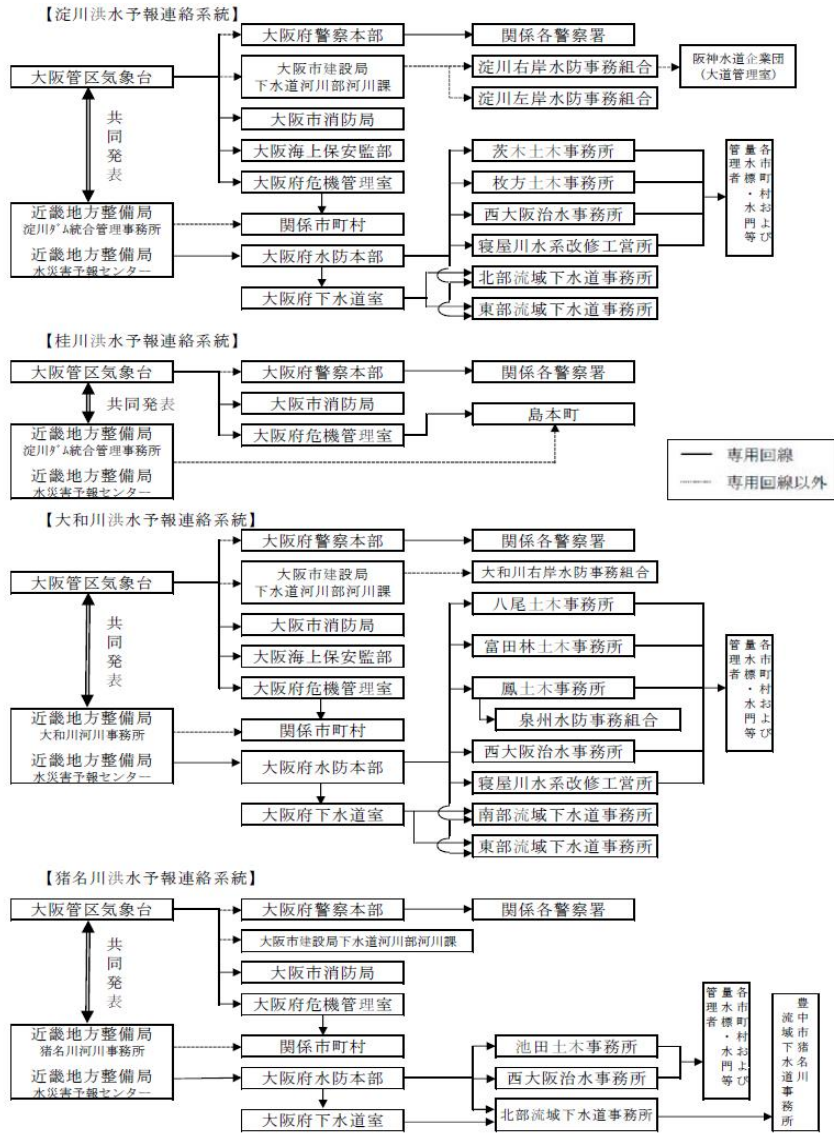 【淀川洪水予報連絡系統】
大阪管区気象台
共同発表
近畿地方整備局
淀川ﾀﾞﾑ統合管理事務所
近畿地方整備局
水災害予報センター
大阪府警察本部
関係各警察署
大阪市建設局
下水道河川部河川課
淀川右岸水防事務組合
阪神水道企業団
(大道管理室)
淀川左岸水防事務組合
大阪市消防局
大阪海上保安監部
大阪府危機管理室
関係市町村
大阪府水防本部
大阪府下水道室
茨木土木事務所
枚方土木事務所
西大阪治水事務所
寝屋川水系改修工営所
北部流域下水道事務所
東部流域下水道事務所
各市町村および
量水標・水門等
管理者
【桂川洪水予報連絡系統】
大阪管区気象台
共同発表
近畿地方整備局
淀川ﾀﾞﾑ統合管理事務所
近畿地方整備局
水災害予報センター
大阪府警察本部
関係各警察署
大阪市消防局
大阪府危機管理室
島本町
専用回線
専用回線以外
【大和川洪水予報連絡系統】
大阪管区気象台
共同発表
近畿地方整備局
大和川河川事務所
近畿地方整備局
水災害予報センター
大阪府警察本部
関係各警察署
大阪市建設局
下水道河川部河川課
大和川右岸水防事務組合
大阪市消防局
大阪海上保安監部
大阪府危機管理室
関係市町村
大阪府水防本部
大阪府下水道室
八尾土木事務所
富田林土木事務所
鳳土木事務所
泉州水防事務組合
西大阪治水事務所
寝屋川水系改修工営所
南部流域下水道事務所
東部流域下水道事務所
各市町村および
量水標・水門等
管理者
【猪名川洪水予報連絡系統】
大阪管区気象台
共同発表
近畿地方整備局
猪名川河川事務所
近畿地方整備局
水災害予報センター
大阪府警察本部
関係各警察署
大阪市建設局下水道河川部河川課
大阪市消防局
大阪府危機管理室
関係市町村
大阪府水防本部
大阪府下水道室
池田土木事務所
西大阪治水事務所
北部流域下水道事務所
各市町村および
量水標・水門等
管理者
豊中市猪名川
流域下水道事務所